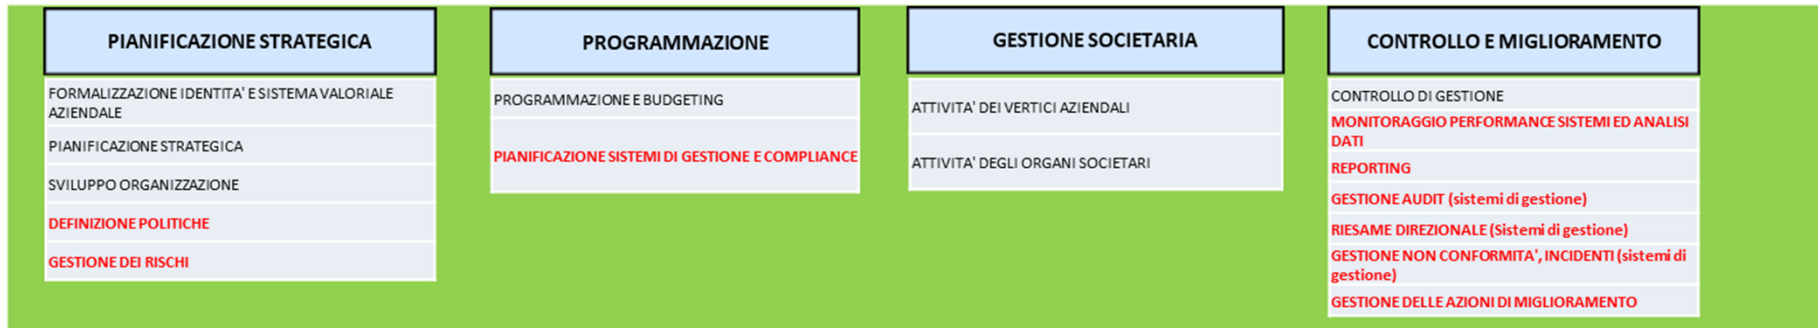 PIANIFICAZIONE STRATEGICA
FORMALIZZAZIONE IDENTITA' E SISTEMA VALORIALE
AZIENDALE
PIANIFICAZIONE STRATEGICA
SVILUPPO ORGANIZZAZIONE
DEFINIZIONE POLITICHE
GESTIONE DEI RISCHI
PROGRAMMAZIONE
PROGRAMMAZIONE E BUDGETING
PIANIFICAZIONE SISTEMI DI GESTIONE E COMPLIANCE
GESTIONE SOCIETARIA
ATTIVITA' DEI VERTICI AZIENDALI
ATTIVITA' DEGLI ORGANI SOCIETARI
CONTROLLO E MIGLIORAMENTO
CONTROLLO DI GESTIONE
MONITORAGGIO PERFORMANCE SISTEMI ED ANALISI
DATI
REPORTING
GESTIONE AUDIT (sistemi di gestione)
RIESAME DIREZIONALE (Sistemi di gestione)
GESTIONE NON CONFORMITA', INCIDENTI (sistemi di
gestione)
GESTIONE DELLE AZIONI DI MIGLIORAMENTO